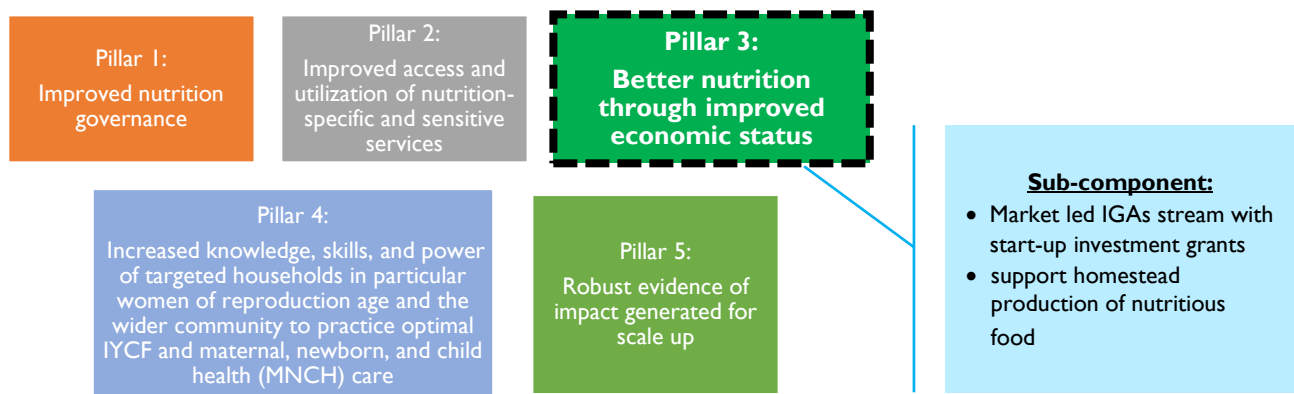 Pillar 1:
Improved nutrition
governance
Pillar 2:
Improved access and
utilization of nutrition-
specific and sensitive
services
Pillar 3:
Better nutrition
through improved
economic status
Pillar 4:
Increased knowledge, skills, and power
of targeted households in particular
women of reproduction age and the
wider community to practice optimal
IYCF and maternal, newborn, and child
health (MNCH) care
Pillar 5:
Robust evidence of
impact generated for
scale up
Sub-component:
• Market led IGAs stream with
start-up investment grants
• support homestead
production of nutritious
food